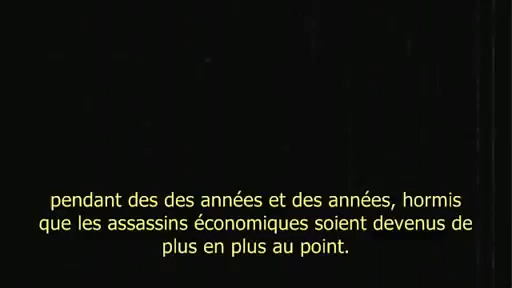 pendant des des années et des années, hormis
que les assassins économiques soient devenus de
plus en plus au point.